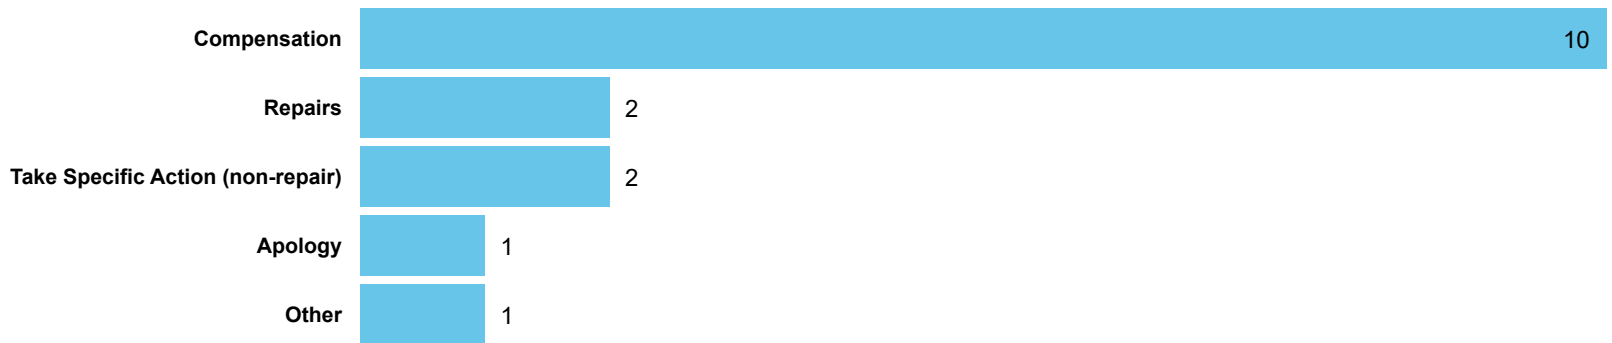 Compensation 10
Repairs 2
Take Specific Action (non-repair) 2
Apology 1
Other 1